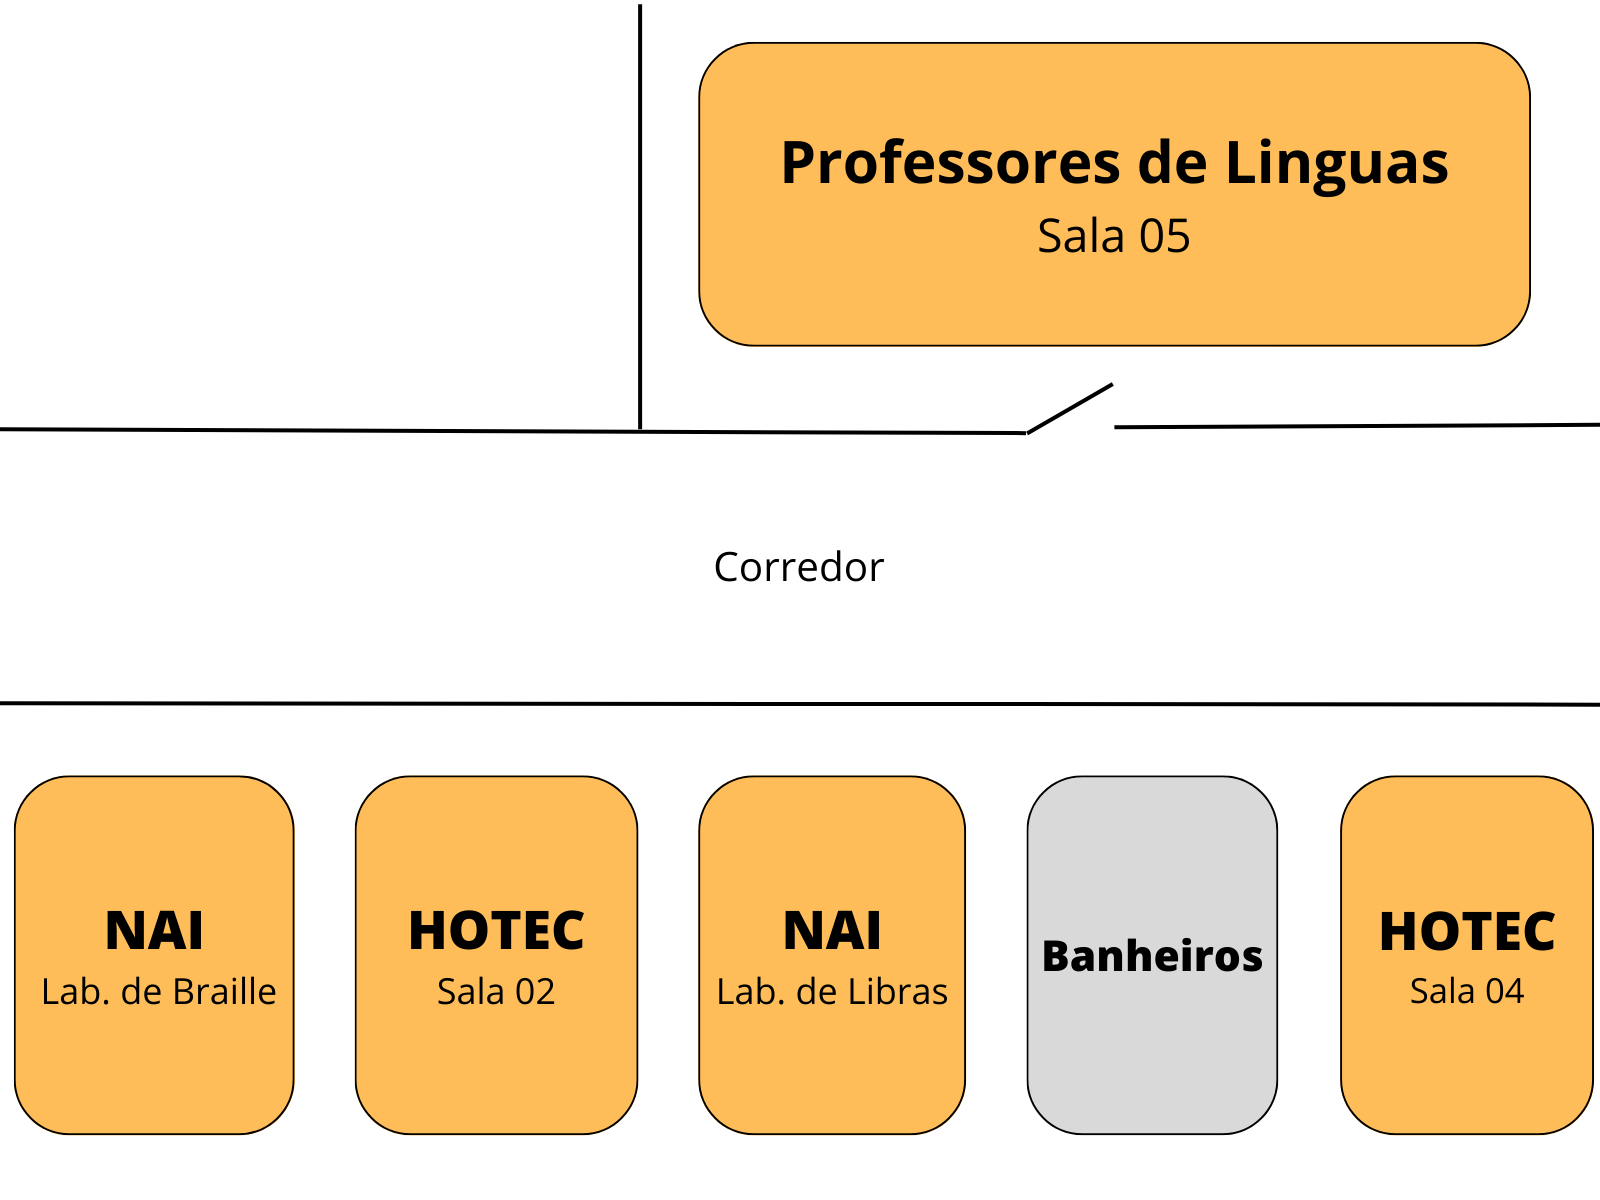 Professores de Linguas
Sala 05
Corredor
NAI
Lab. de Braille
HOTEC
Sala 02
NAI
Lab. de Libras
Banheiros
HOTEC
Sala 04